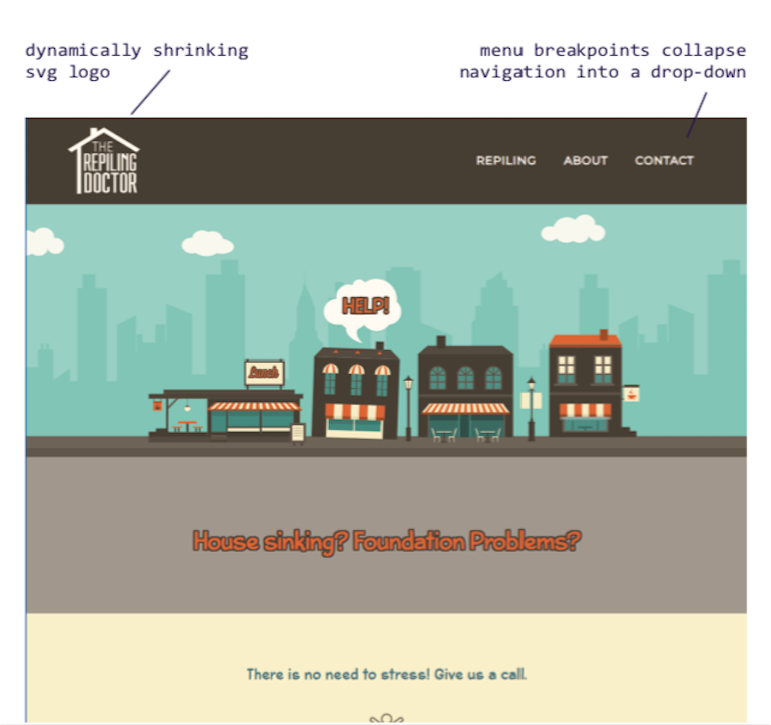 dynamically shrinking
svg logo
menu breakpoints collapse
navigation into a drop-down
THE
REPILING
DOCTOR
REPILING ABOUT CONTACT
HELP!
Lunch
House sinking? Foundation Problems?
There is no need to stress! Give us a call.